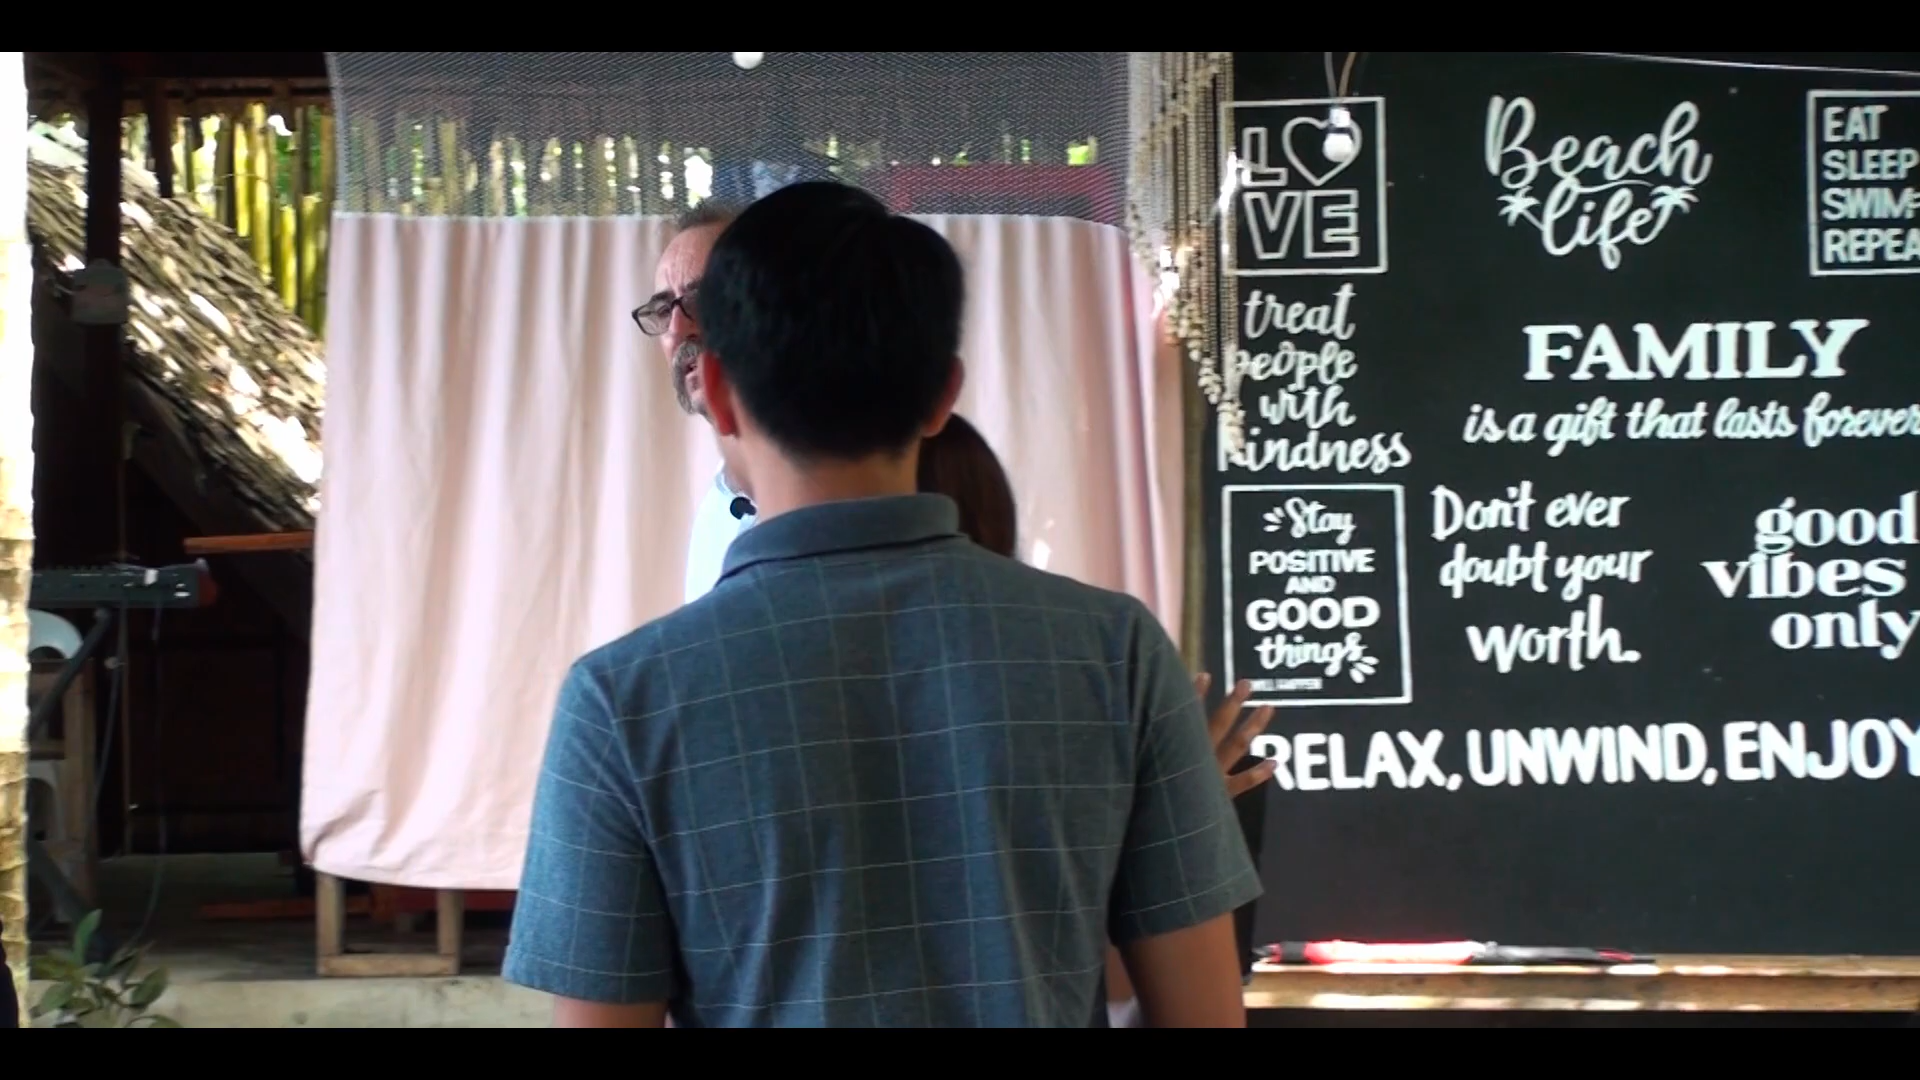 LOVE
Beach
life
EAT
SLEEP
SWIM
REPEA
treat
people
with
kindness
FAMILY
is a gift that lasts forever
Stay
POSITIVE
AND
GOOD
things
Don't ever
doubt your
worth.
good
vibes
only
RELAX, UNWIND, ENJOY